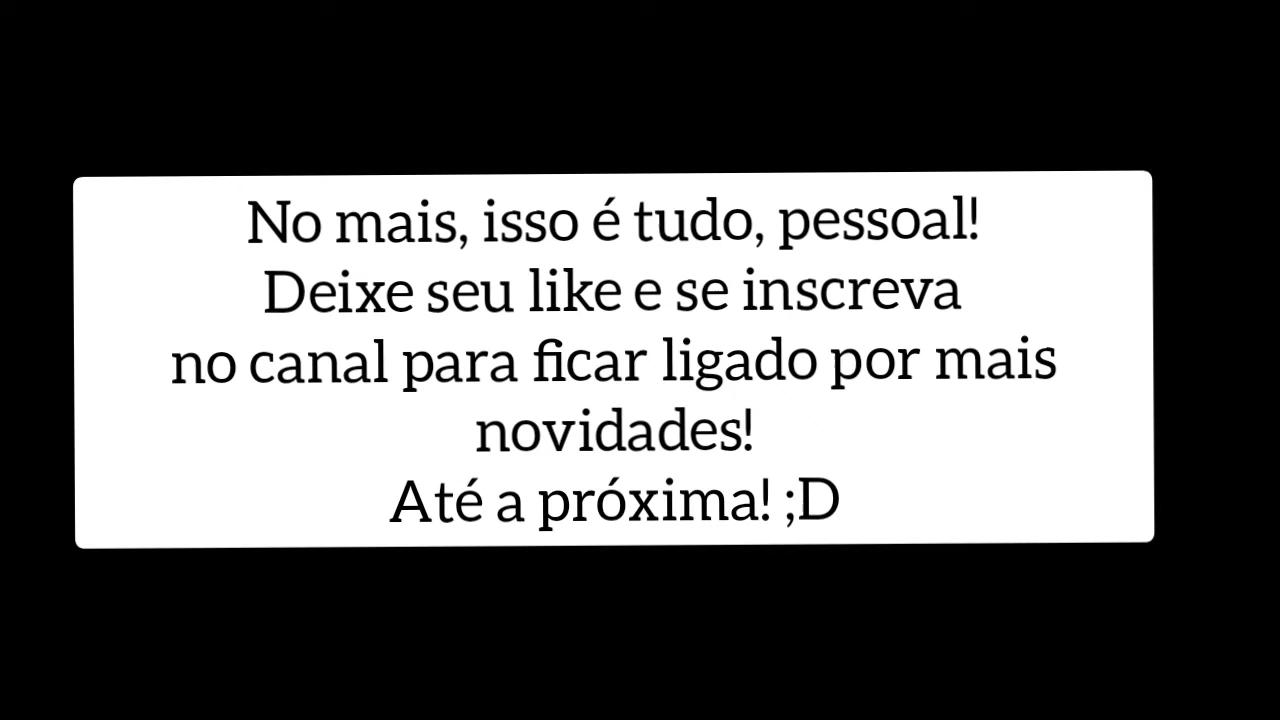 No mais, isso é tudo, pessoal!
Deixe seu like e se inscreva
no canal para ficar ligado por mais
novidades!
Até a próxima! ;D